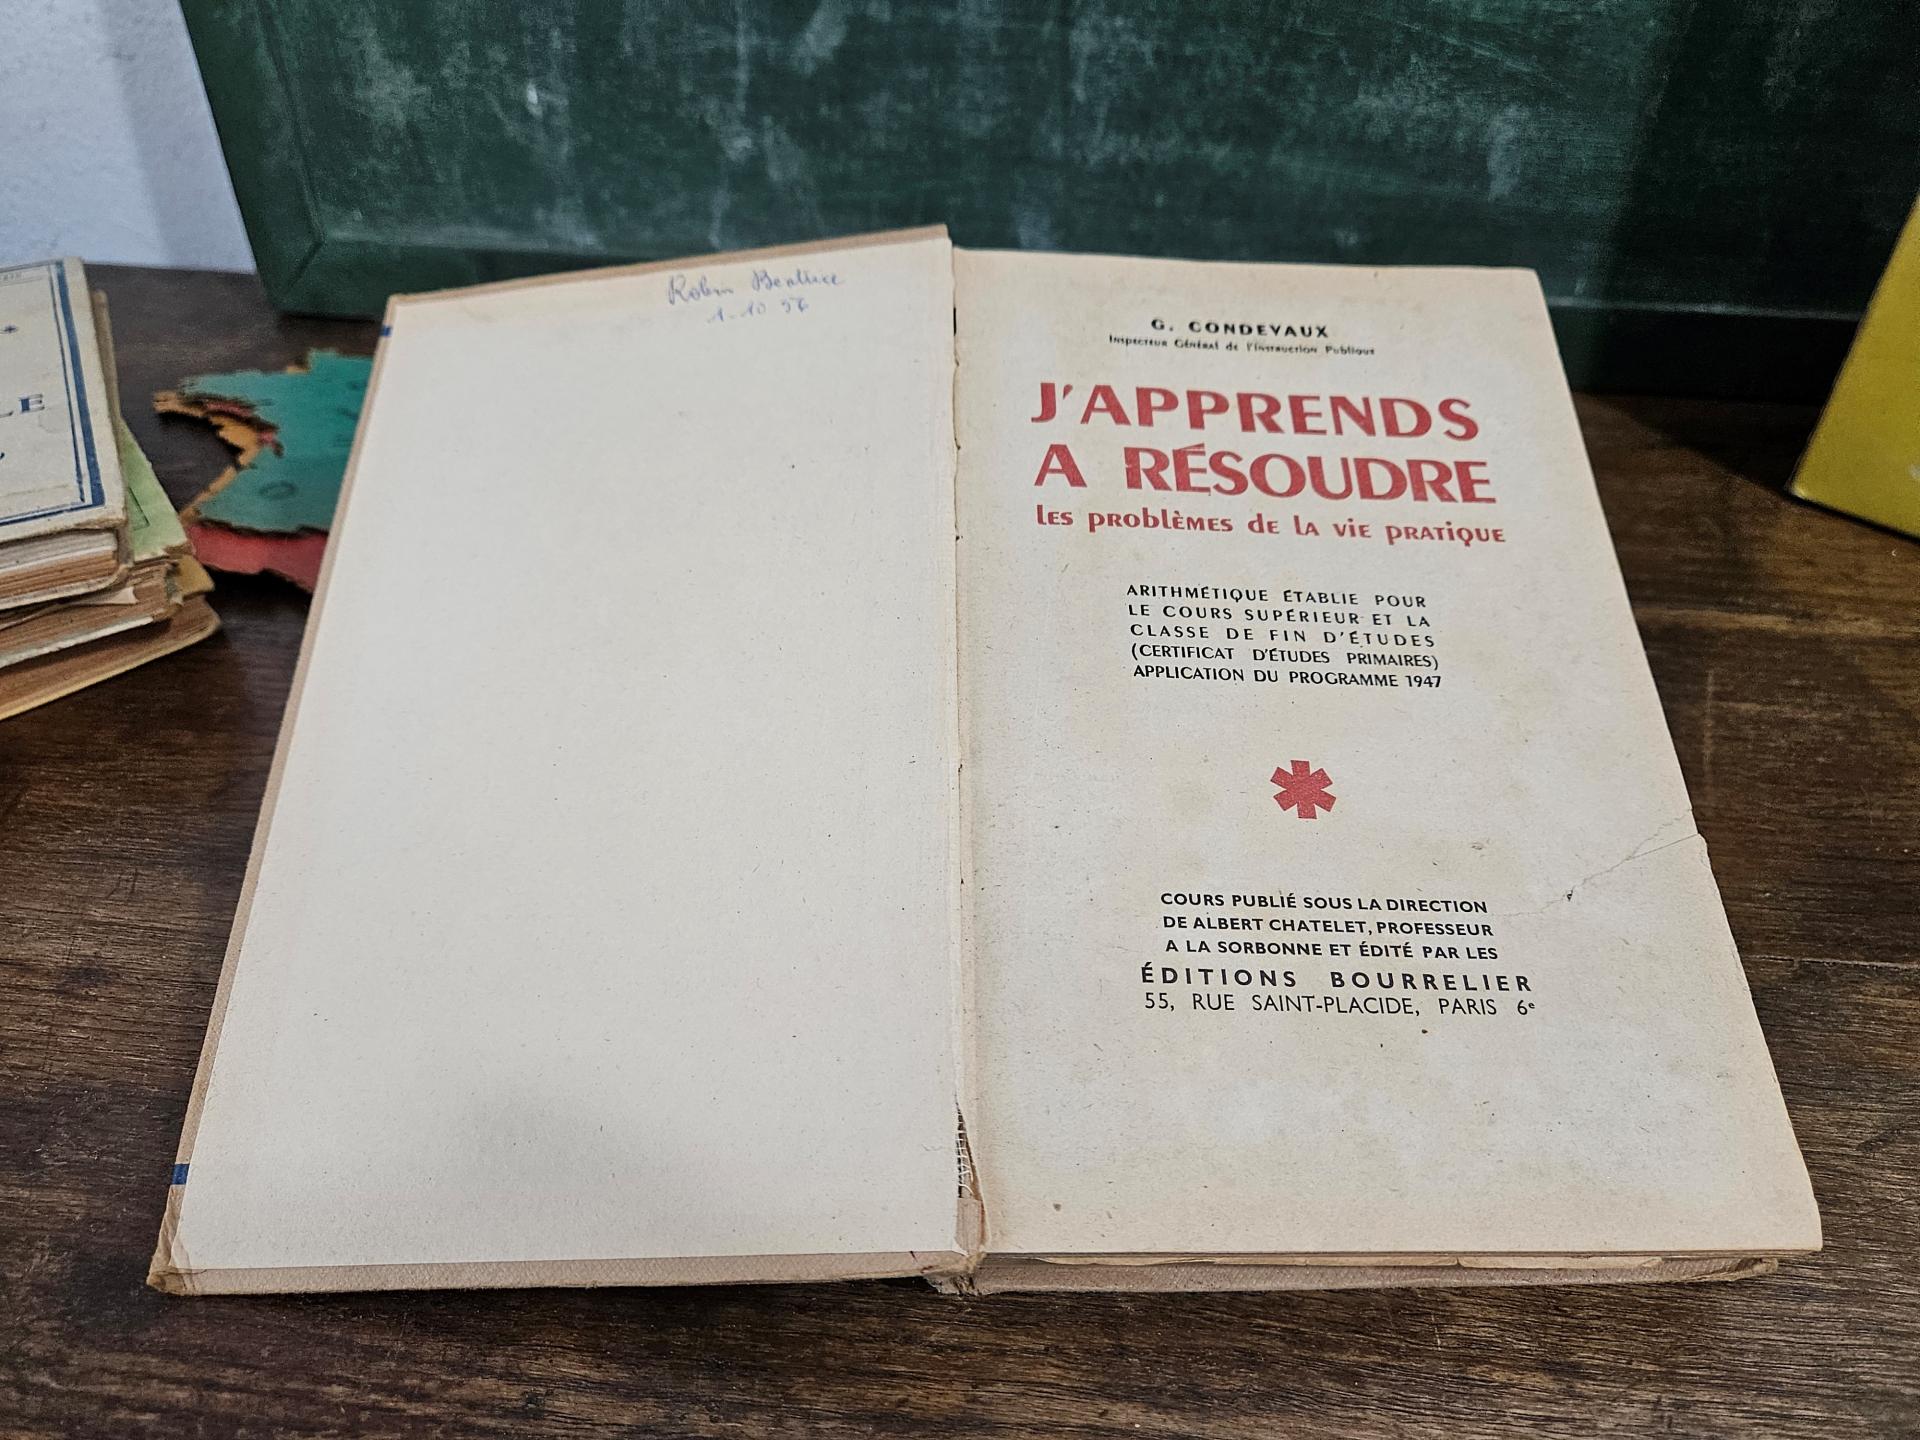 LE
Robin Beatrice
1-10 56
G. CONDEVAUX
Inspecteur Général de l'Instruction Publique
J'APPRENDS
A RÉSOUDRE
les problèmes de la vie pratique
ARITHMÉTIQUE ÉTABLIE POUR
LE COURS SUPÉRIEUR ET LA
CLASSE DE FIN D'ÉTUDES
(CERTIFICAT D'ÉTUDES PRIMAIRES)
APPLICATION DU PROGRAMME 1947
COURS PUBLIÉ SOUS LA DIRECTION
DE ALBERT CHATELET, PROFESSEUR
A LA SORBONNE ET ÉDITÉ PAR LES
ÉDITIONS BOURRELIER
55, RUE SAINT-PLACIDE, PARIS 6e